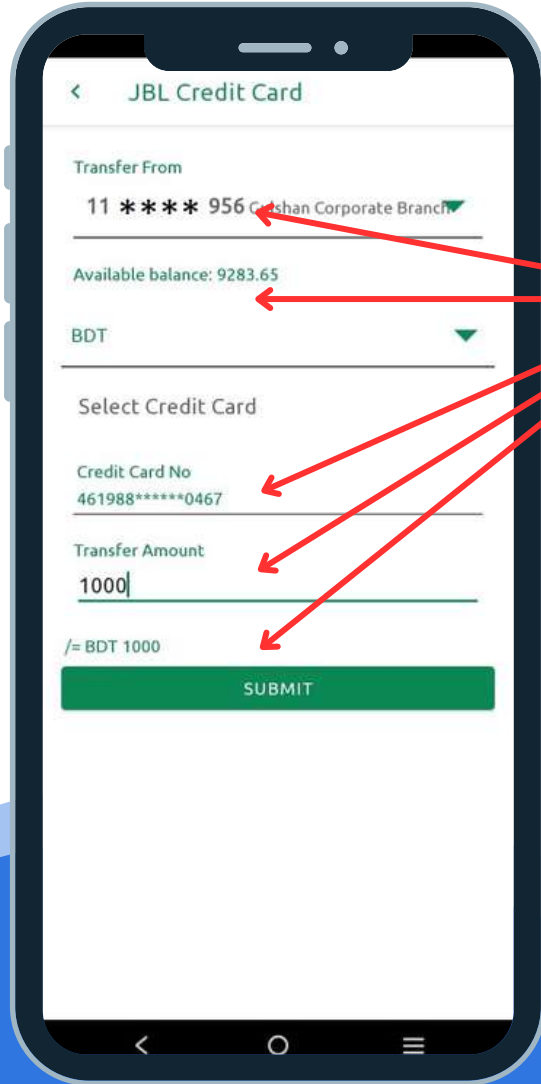 JBL Credit Card
Transfer From
11 **** 956 Gulshan Corporate Branch
Available balance: 9283.65
BDT
Select Credit Card
Credit Card No
461988******0467
Transfer Amount
1000
/= BDT 1000
SUBMIT